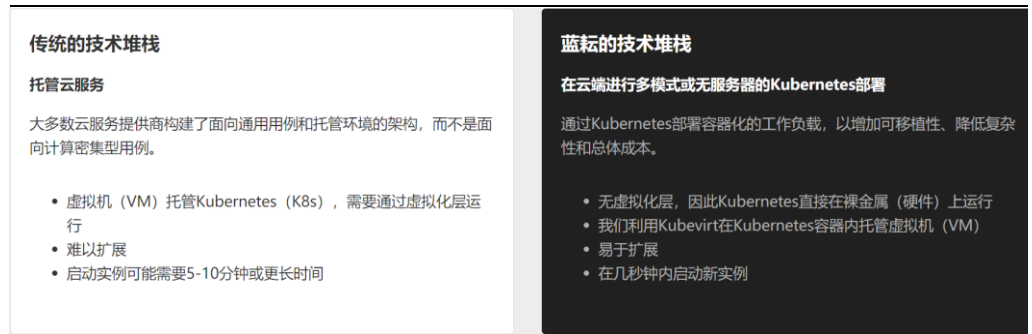 传统的技术堆栈
托管云服务
大多数云服务提供商构建了面向通用用例和托管环境的架构，而不是面
向计算密集型用例。
• 虚拟机（VM）托管Kubernetes（K8s），需要通过虚拟化层运
行
• 难以扩展
• 启动实例可能需要5-10分钟或更长时间
蓝耘的技术堆栈
在云端进行多模式或无服务器的Kubernetes部署
通过Kubernetes部署容器化的工作负载，以增加可移植性、降低复杂
性和总体成本。
• 无虚拟化层，因此Kubernetes直接在裸金属（硬件）上运行
• 我们利用Kubevirt在Kubernetes容器内托管虚拟机（VM）
• 易于扩展
• 在几秒钟内启动新实例